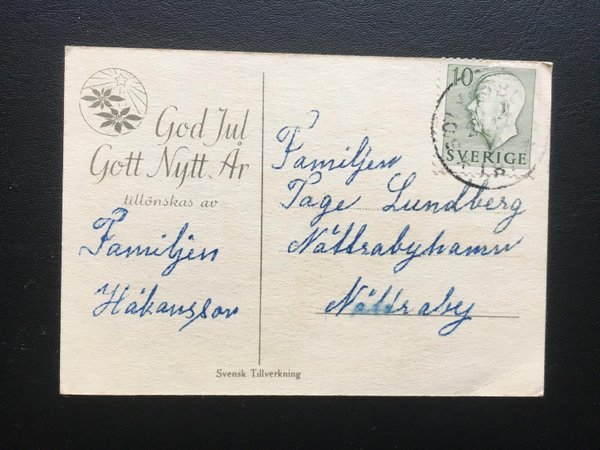 God Jul
Gott Nytt År
tillönskas av
Familjen
Håkansson
Familjen
Tage Lundberg
Nättrabyhamn
Nättraby
10
SVERIGE
Svensk Tillverkning